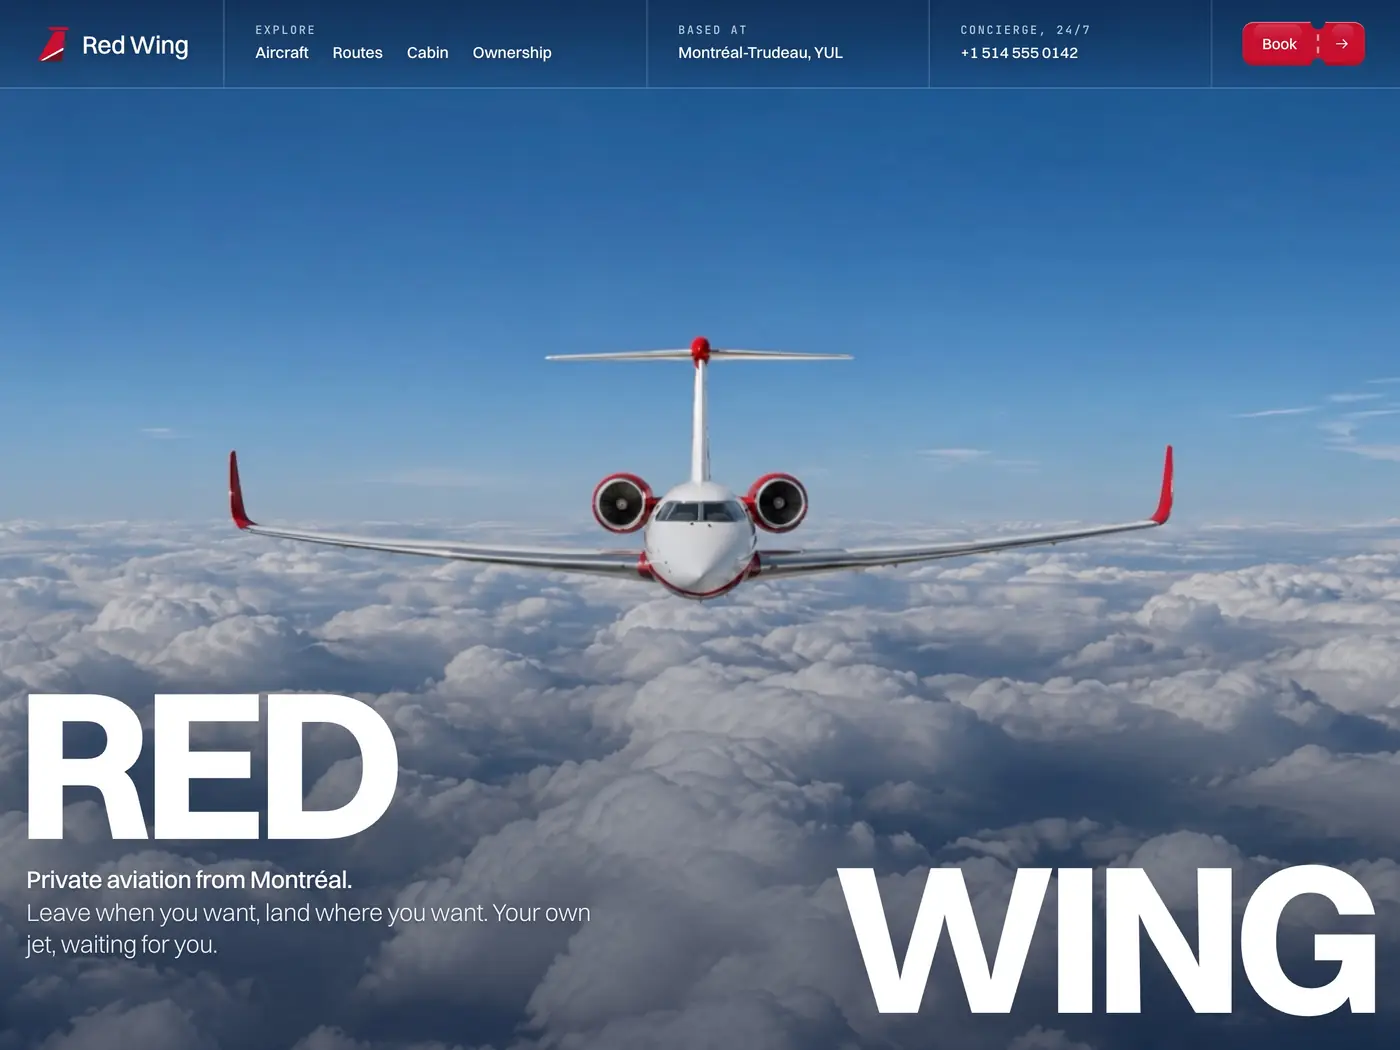 Red Wing
EXPLORE
Aircraft Routes Cabin Ownership
BASED AT
Montréal-Trudeau, YUL
CONCIERGE, 24/7
+1 514 555 0142
Book →
RED
Private aviation from Montréal.
Leave when you want, land where you want. Your own
jet, waiting for you.
WING